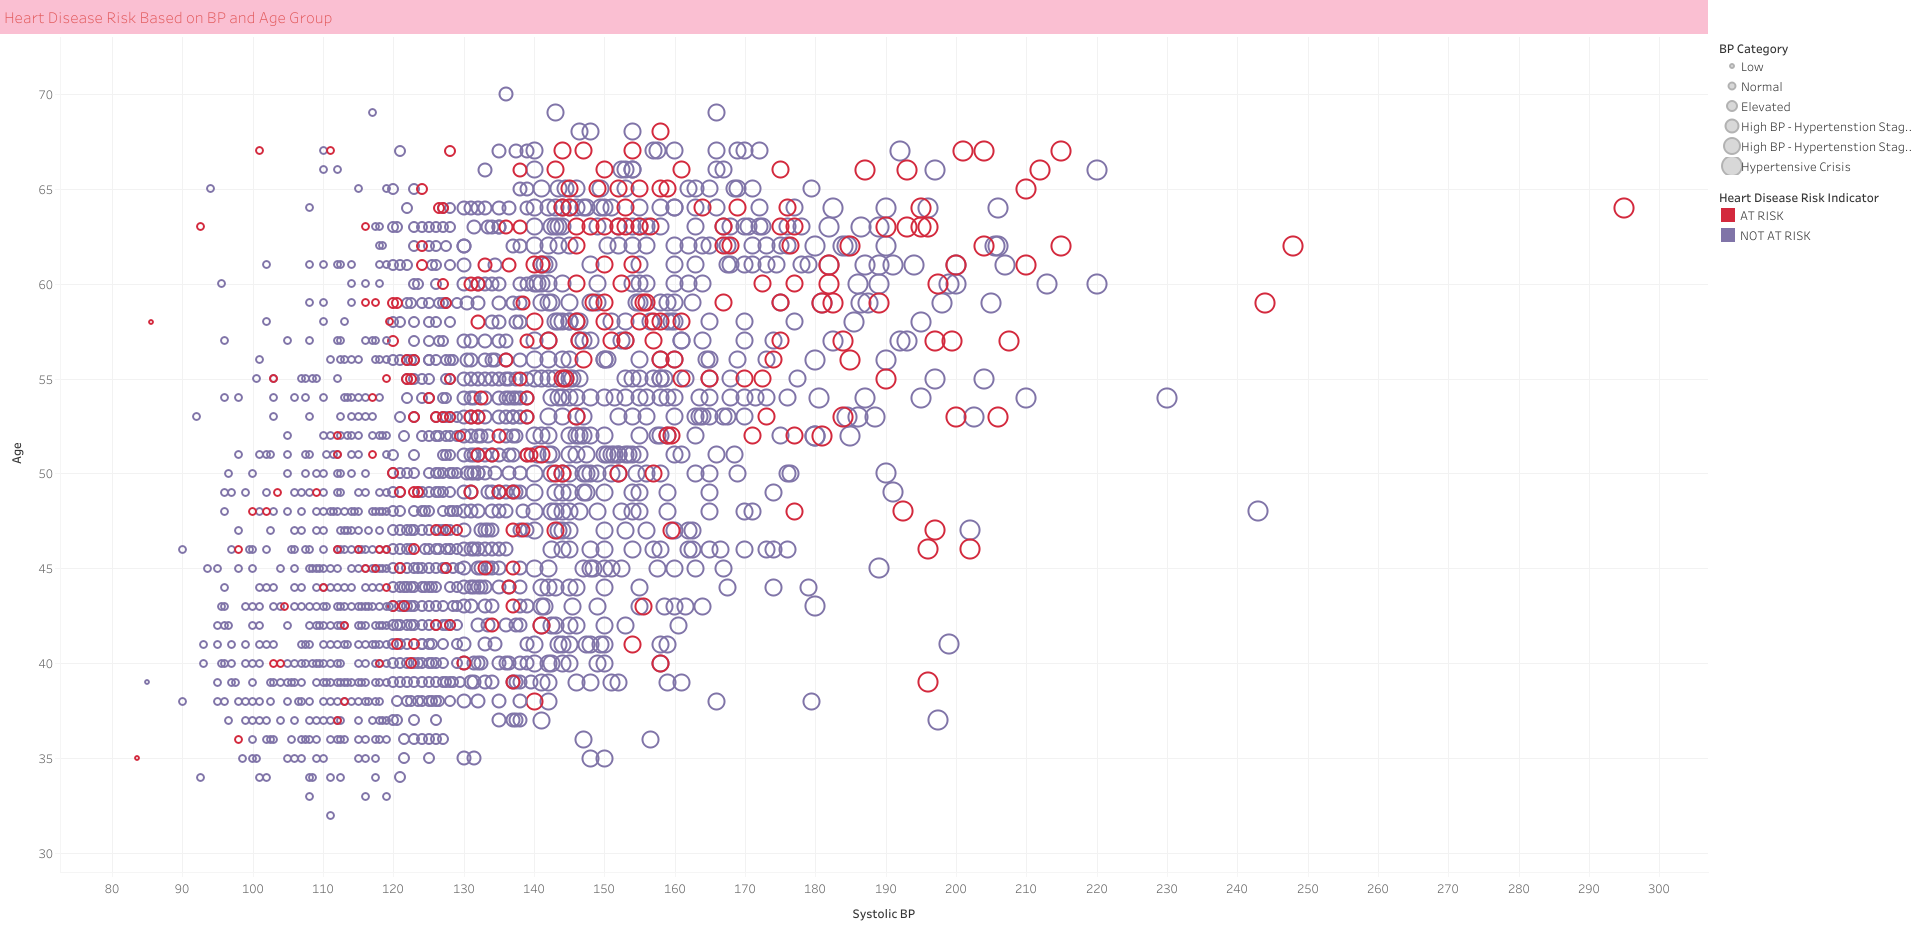 Heart Disease Risk Based on BP and Age Group
BP Category
Low
Normal
Elevated
High BP - Hypertenstion Stag..
High BP - Hypertenstion Stag..
Hypertensive Crisis
Heart Disease Risk Indicator
AT RISK
NOT AT RISK
70
65
60
55
50
45
40
35
30
Age
80 90 100 110 120 130 140 150 160 170 180 190 200 210 220 230 240 250 260 270 280 290 300
Systolic BP